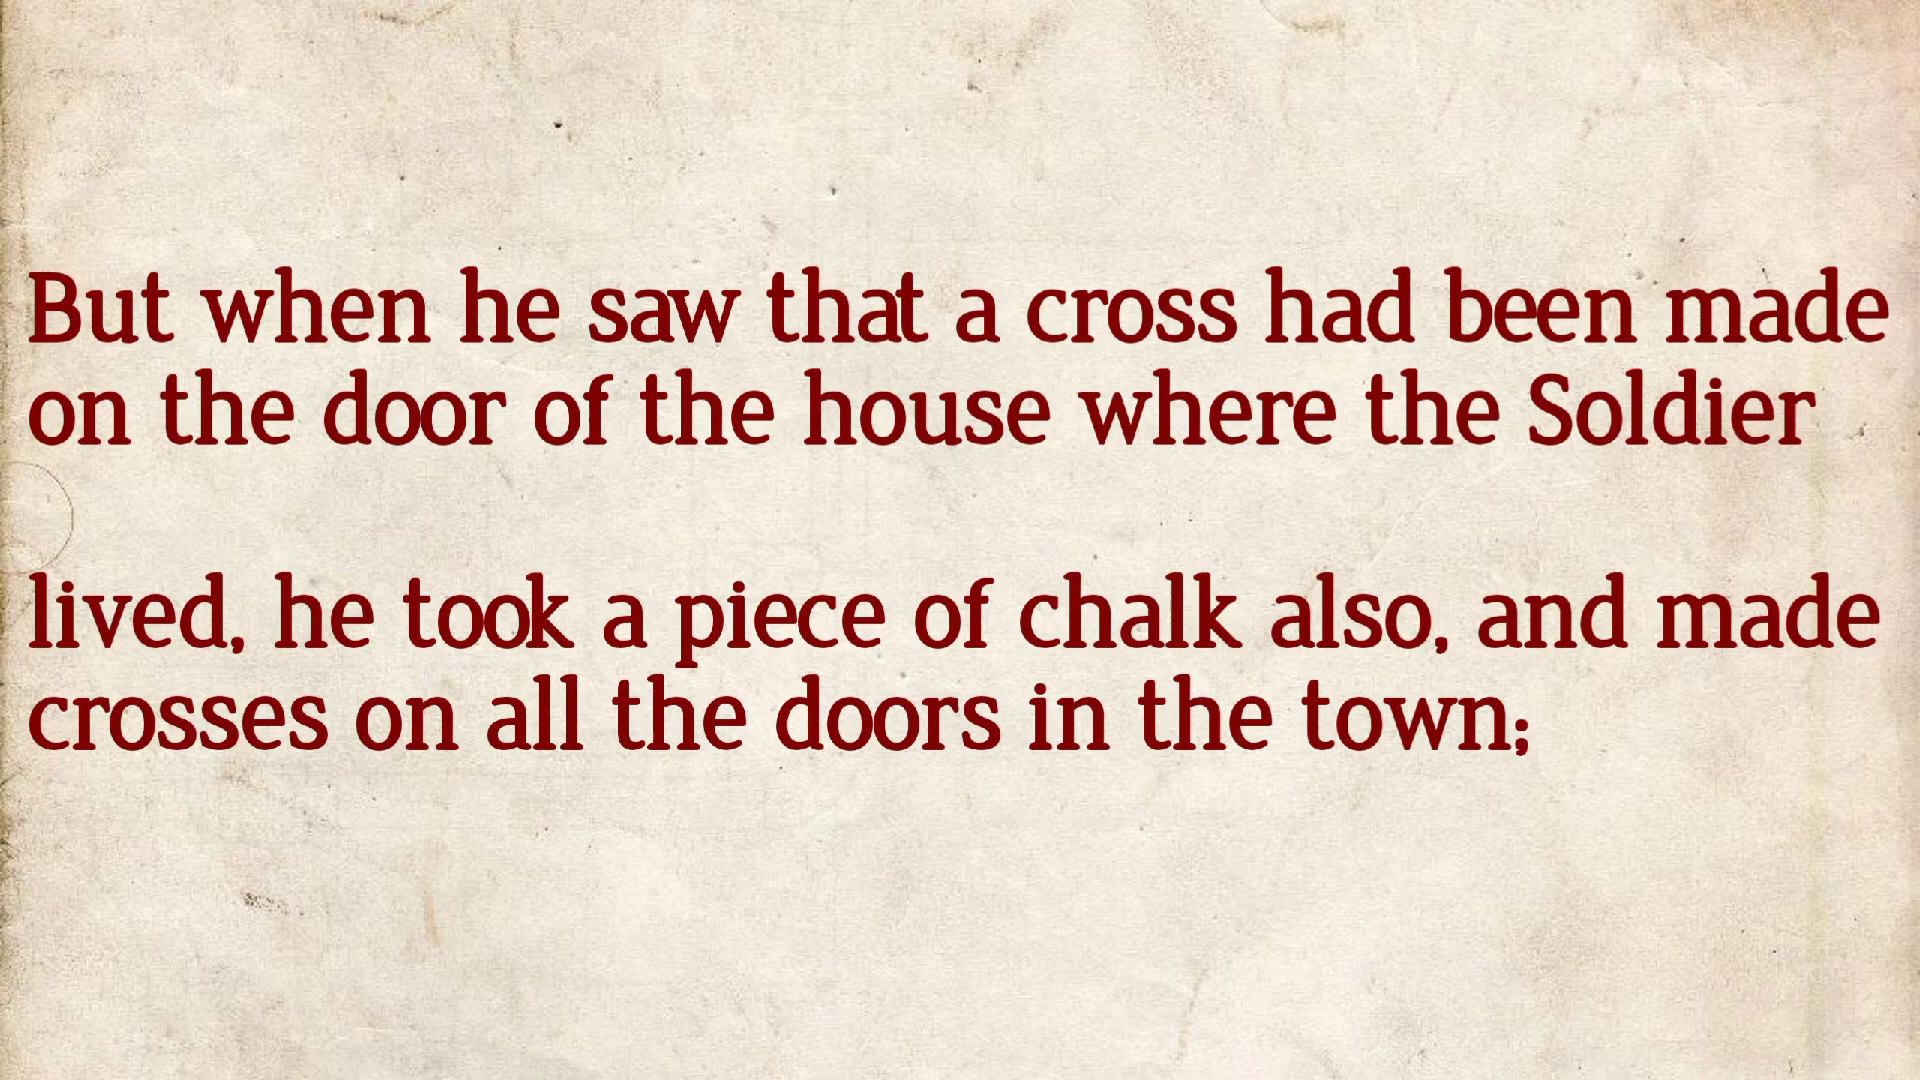 But when he saw that a cross had been made
on the door of the house where the Soldier
lived, he took a piece of chalk also, and made
crosses on all the doors in the town;